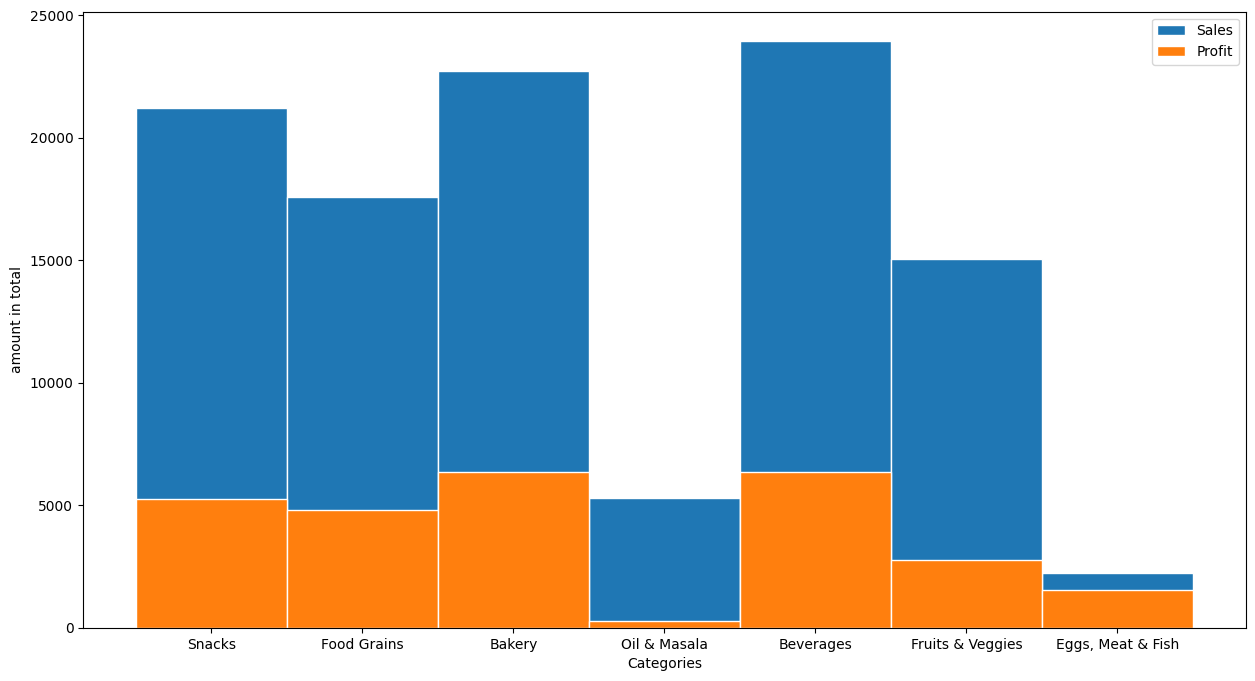 25000
20000
15000
10000
5000
0
amount in total
Sales
Profit
Snacks
Food Grains
Bakery
Oil & Masala
Beverages
Fruits & Veggies
Eggs, Meat & Fish
Categories